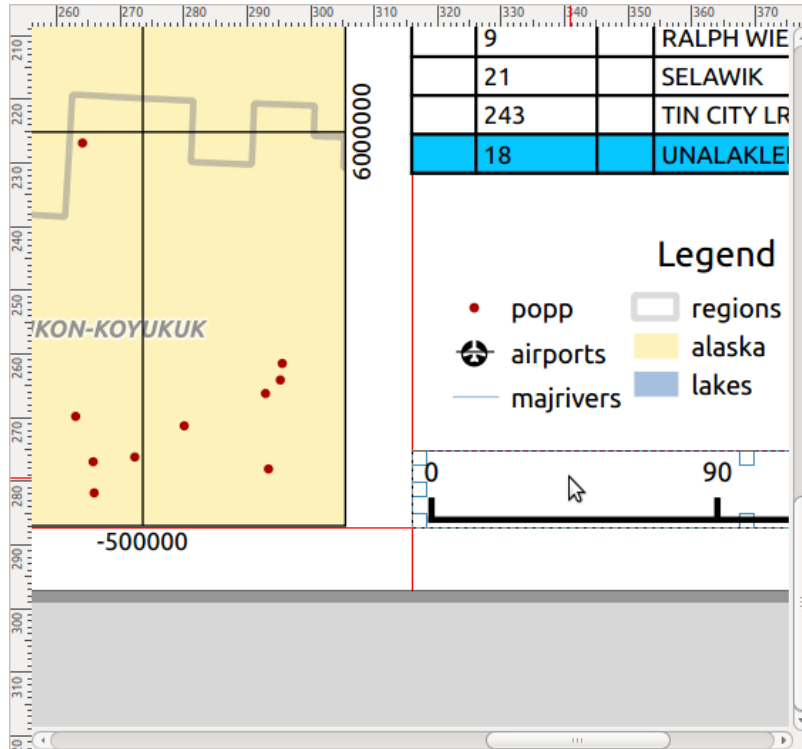 260 270 280 290 300 310 320 330 340 350 360 370
210
220
230
240
250
260
270
280
290
300
310
9 RALPH WIE
21 SELAWIK
243 TIN CITY LR
18 UNALAKLE
6000000
KON-KOYUKUK
-500000
Legend
popp
airports
majrivers
regions
alaska
lakes
0 90